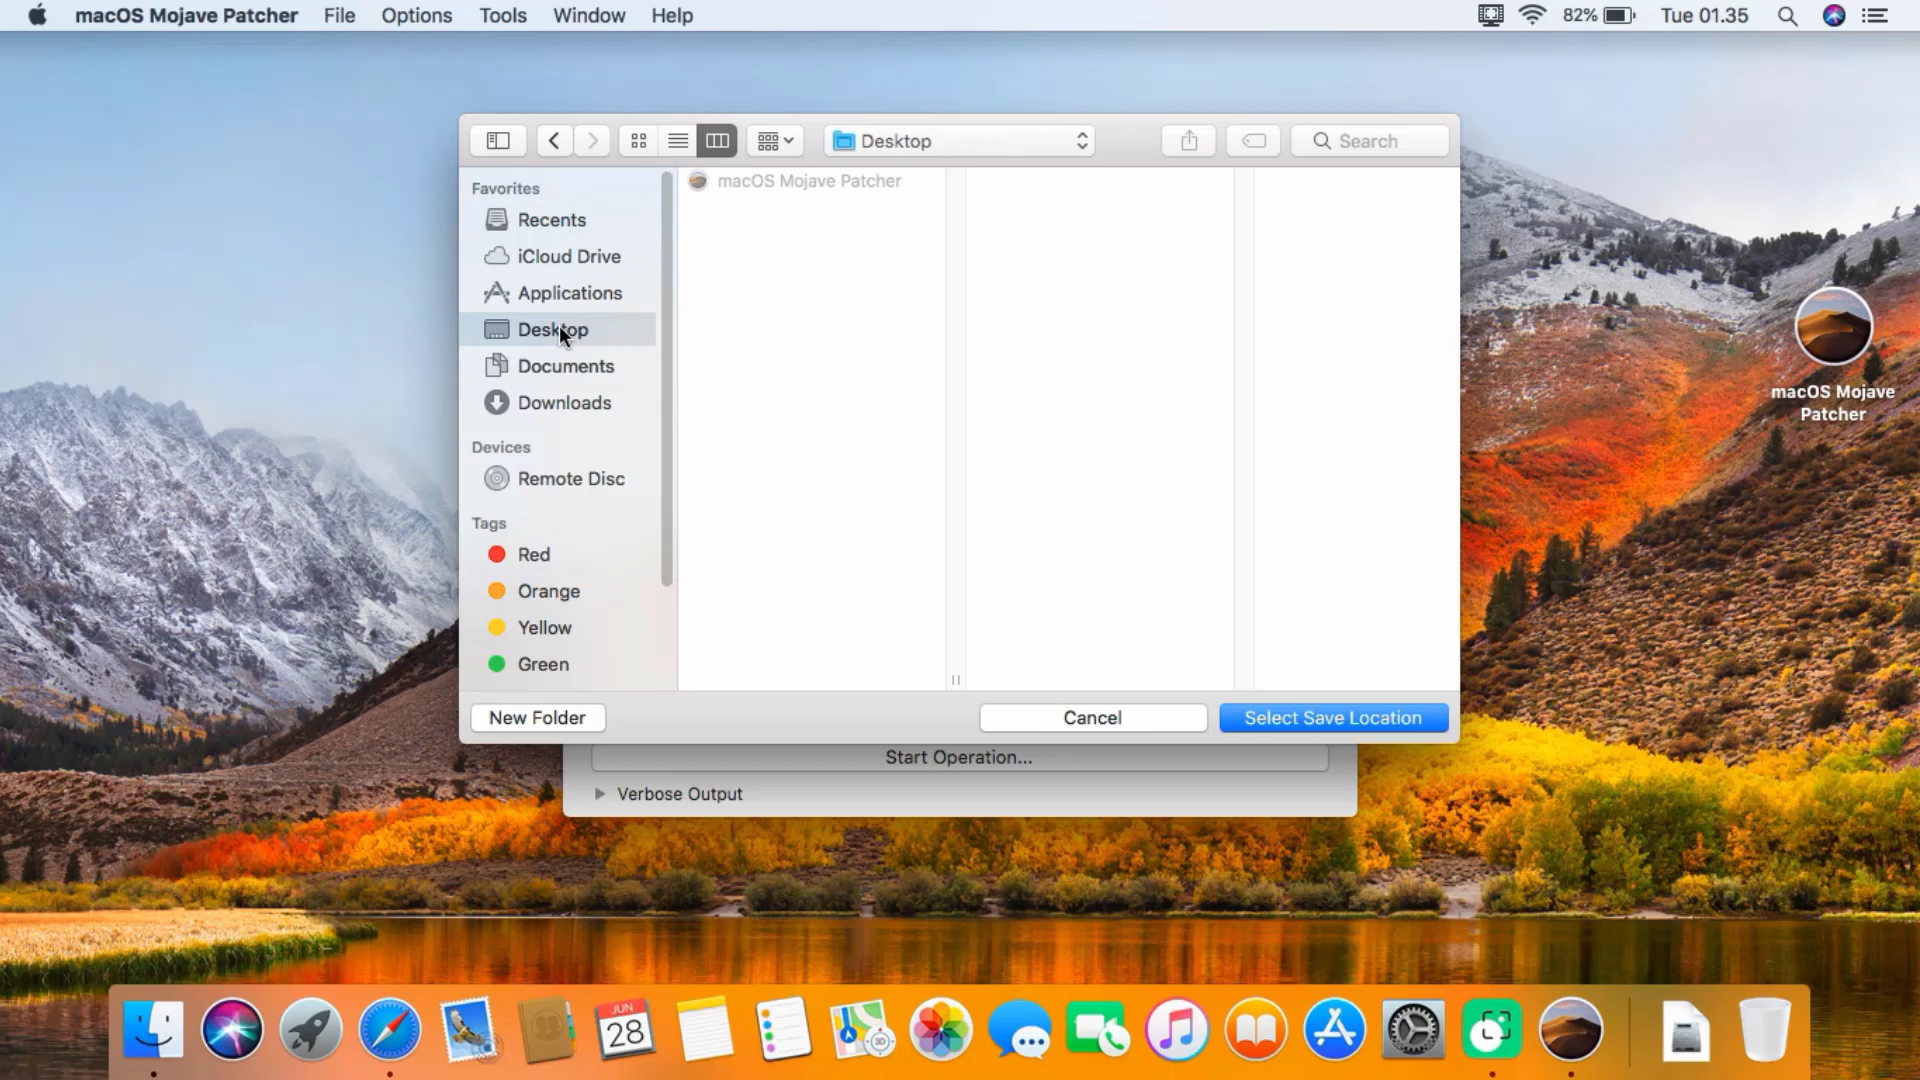 macOS Mojave Patcher File Options Tools Window Help 82% Tue 01.35
Desktop Search
Favorites
Recents
iCloud Drive
Applications
Desktop
Documents
Downloads
Devices
Remote Disc
Tags
Red
Orange
Yellow
Green
macOS Mojave Patcher
New Folder Cancel Select Save Location
Start Operation...
Verbose Output
macOS Mojave
Patcher
JUN
28
30